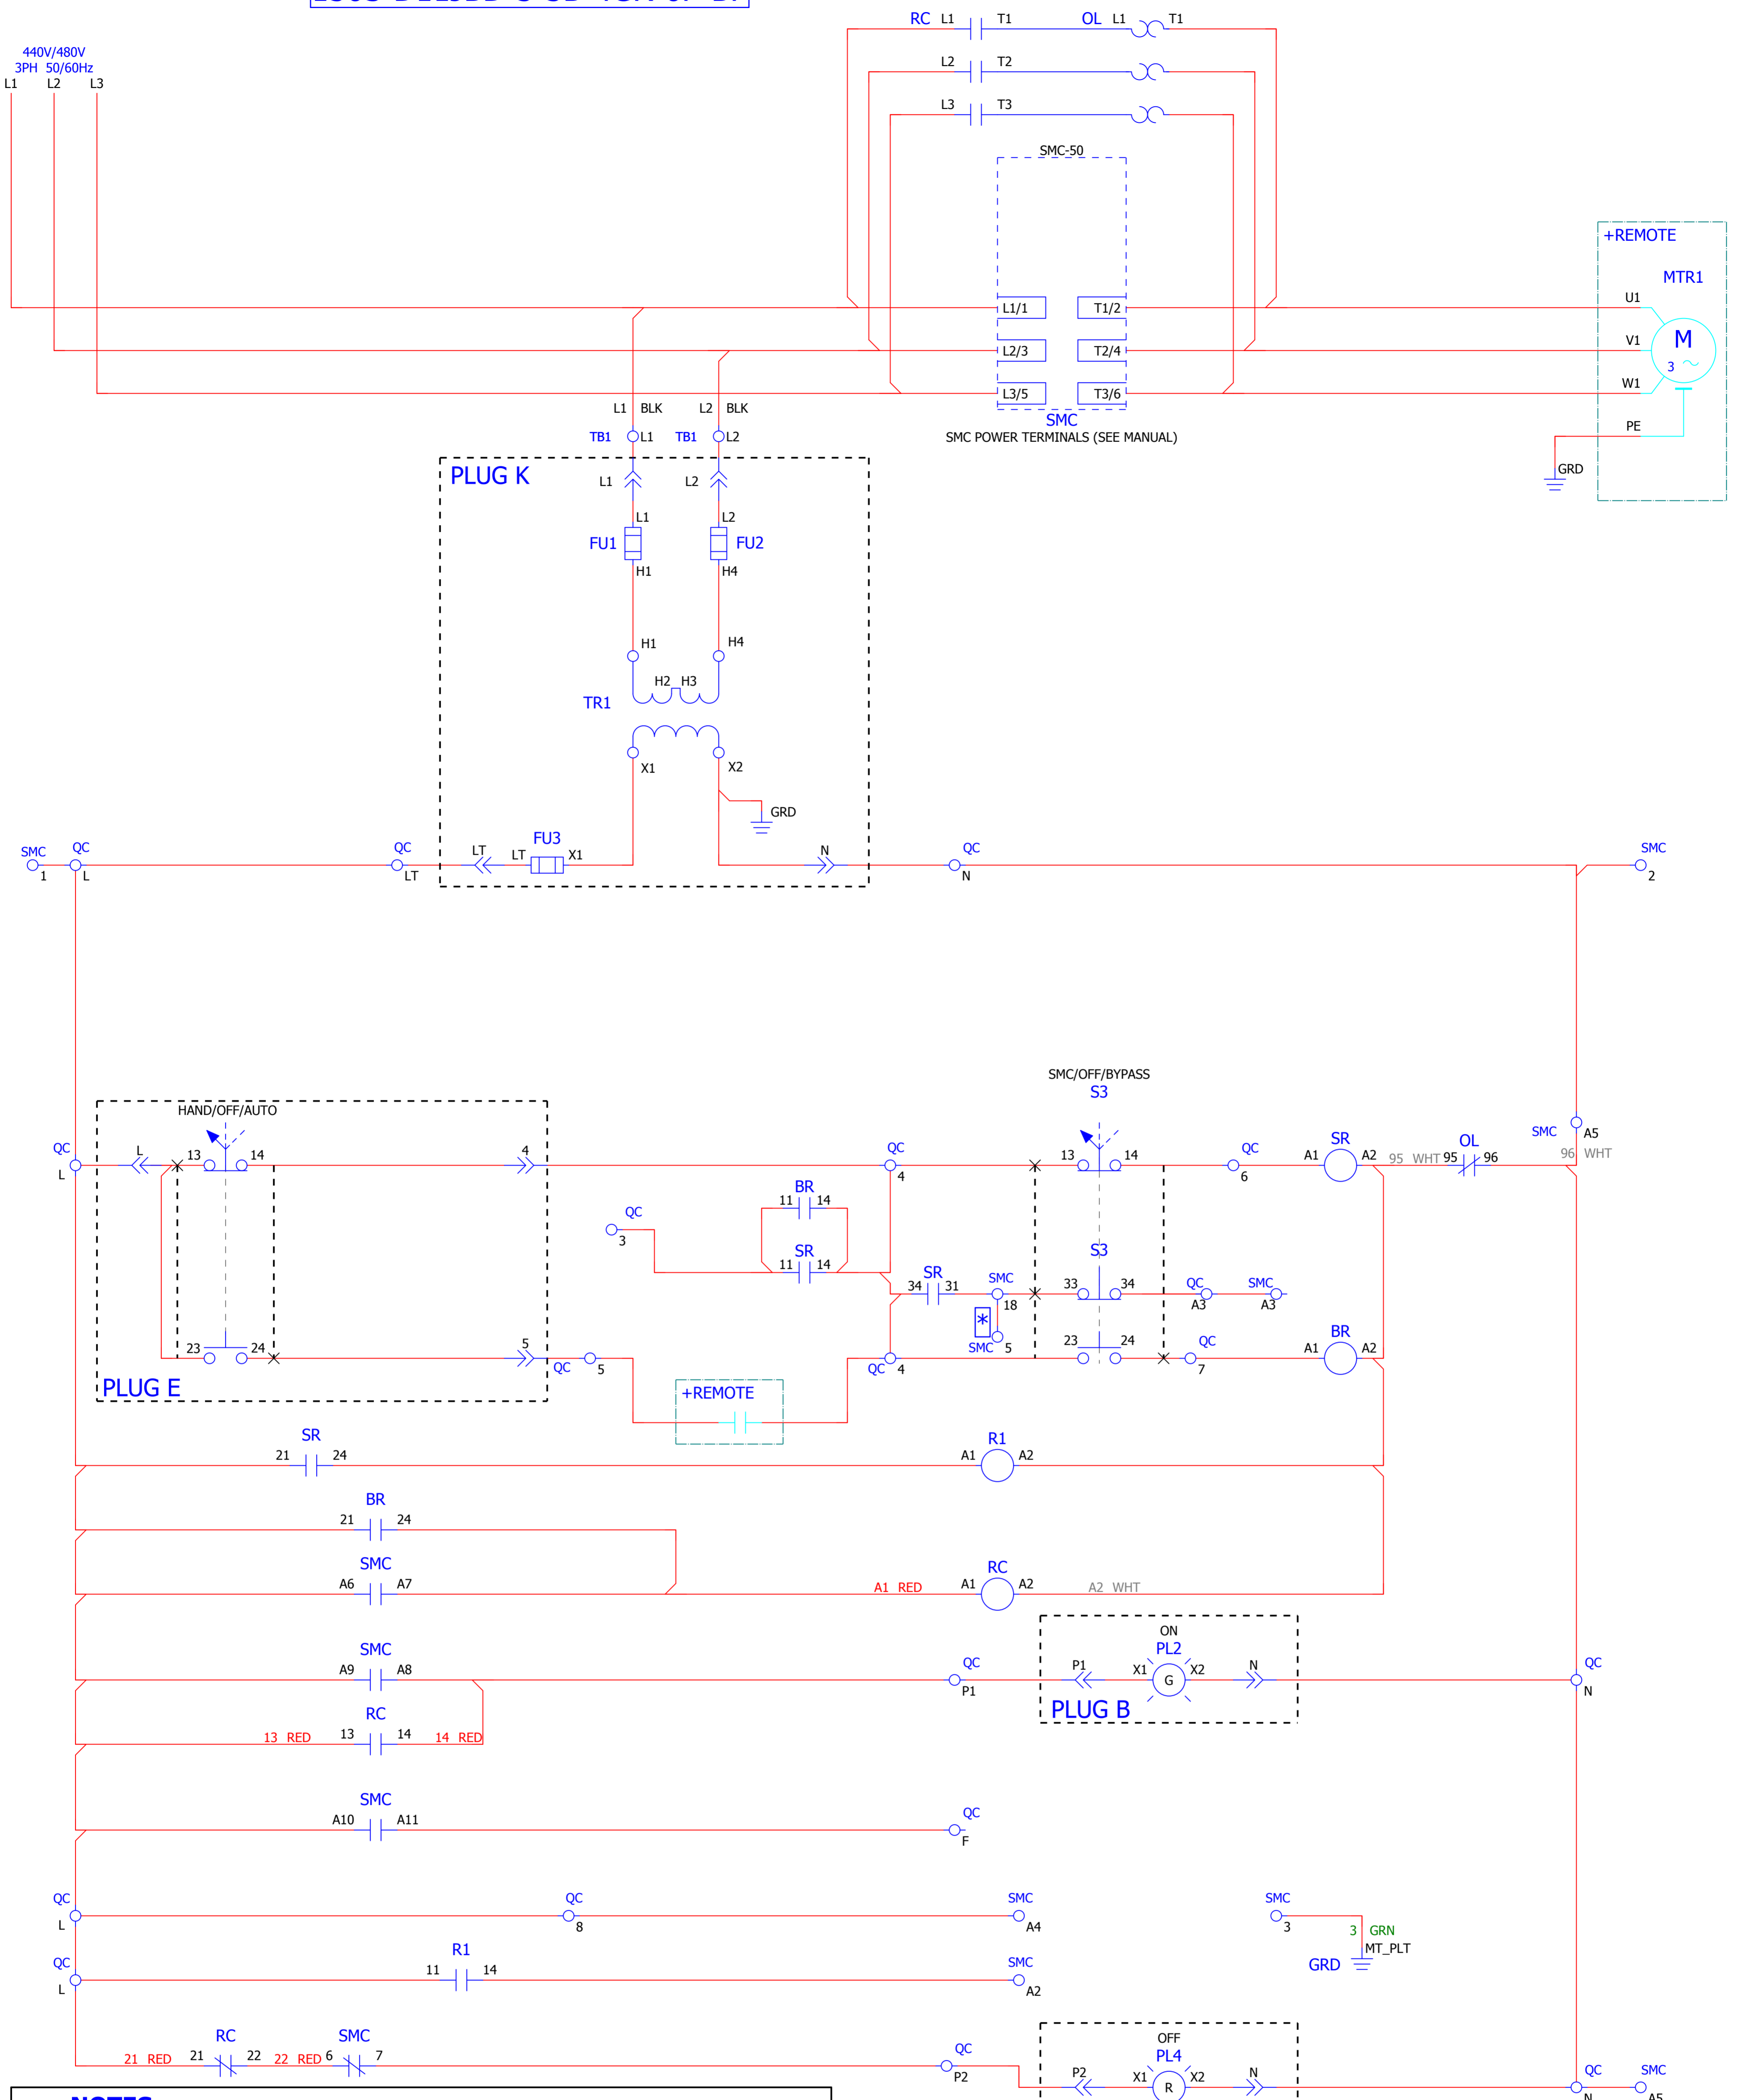 RC L1 T1 OL L1 T1
440V/480V
3PH 50/60Hz
L1 L2 L3
L2 T2
L3 T3
SMC-50
+REMOTE
MTR1
L1/1 T1/2 U1
L2/3 T2/4 V1 M
3
L3/5 T3/6 W1
L1 BLK L2 BLK
SMC
PE
TB1 L1 TB1 L2
SMC POWER TERMINALS (SEE MANUAL)
GRD
PLUG K
L1 L2
L1 L2
FU1 FU2
H1 H4
H1 H4
H2 H3
TR1
X1 X2
GRD
FU3
SMC QC QC LT LT X1 N QC SMC
1 L LT N 2
SMC/OFF/BYPASS
S3
HAND/OFF/AUTO
SMC A5
QC L 13 14 4 QC 13 14 QC SR OL
A1 A2 95 WHT 95 96 96 WHT
L 4 6
BR
11 14
QC
3
SR S3
11 14
SR SMC
34 31 33 34 QC SMC
18 A3 A3
*
SMC 5
BR
23 24 5 23 24 QC A1 A2
QC 5 QC 4 7
PLUG E
+REMOTE
SR R1
21 24 A1 A2
BR
21 24
SMC RC
A6 A7 A1 RED A1 A2 A2 WHT
ON
SMC PL2
A9 A8 QC P1 X1 X2 N QC
G
P1 N
RC PLUG B
13 RED 13 14 14 RED
SMC
A10 A11 QC
F
QC QC SMC SMC
L 8 A4 3
3 GRN
MT_PLT
R1 GRD
QC 11 14 SMC
L A2
OFF
RC SMC PL4
21 RED 21 22 22 RED 6 7 QC P2 X1 X2 N QC SMC
P2 R